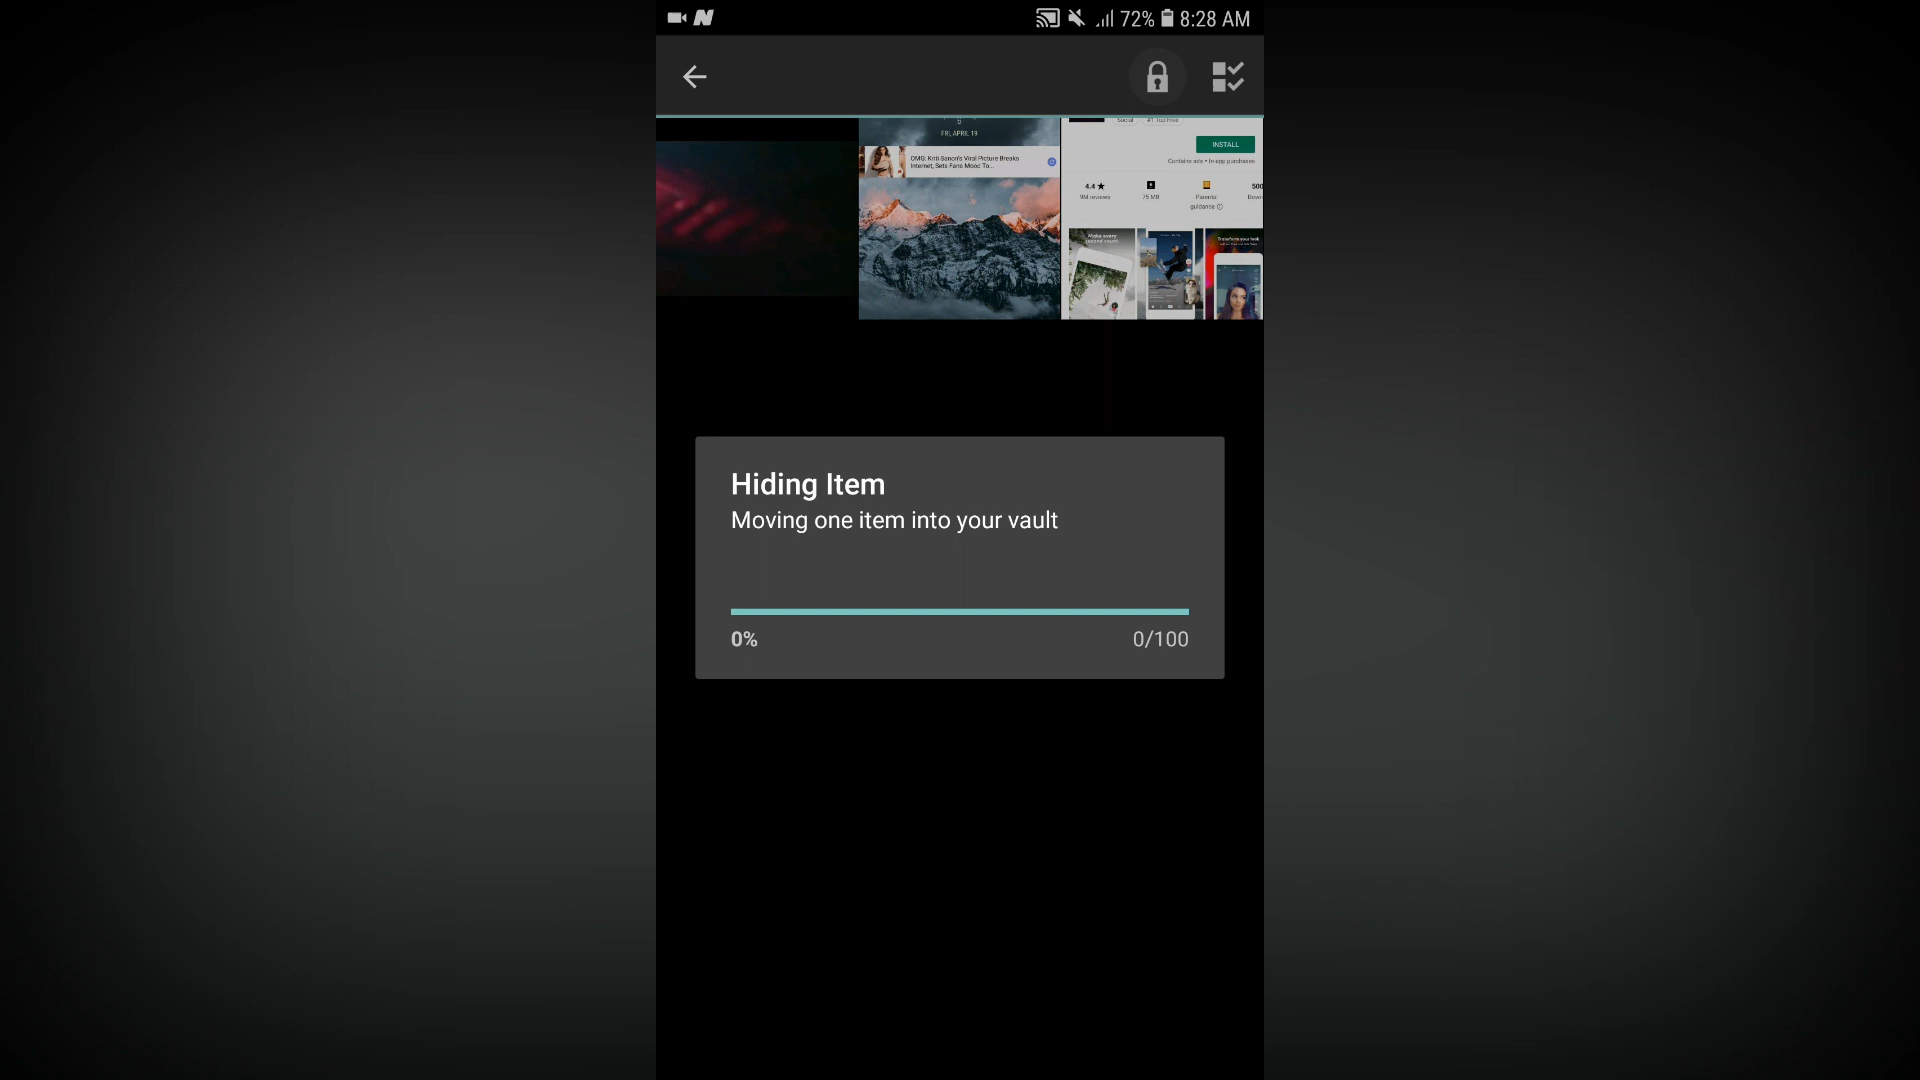 72% 8:28 AM
FRI, APRIL 19
OMG: Kriti Sanon's Viral Picture Breaks
Internet, Sets Fans Mood To...
Social #1 Top Free
INSTALL
Contains ads • In-app purchases
4.4 ★
9M reviews
75 MB
Parental
guidance
500
Down
Make every
second count
Transform your look
Hiding Item
Moving one item into your vault
0% 0/100